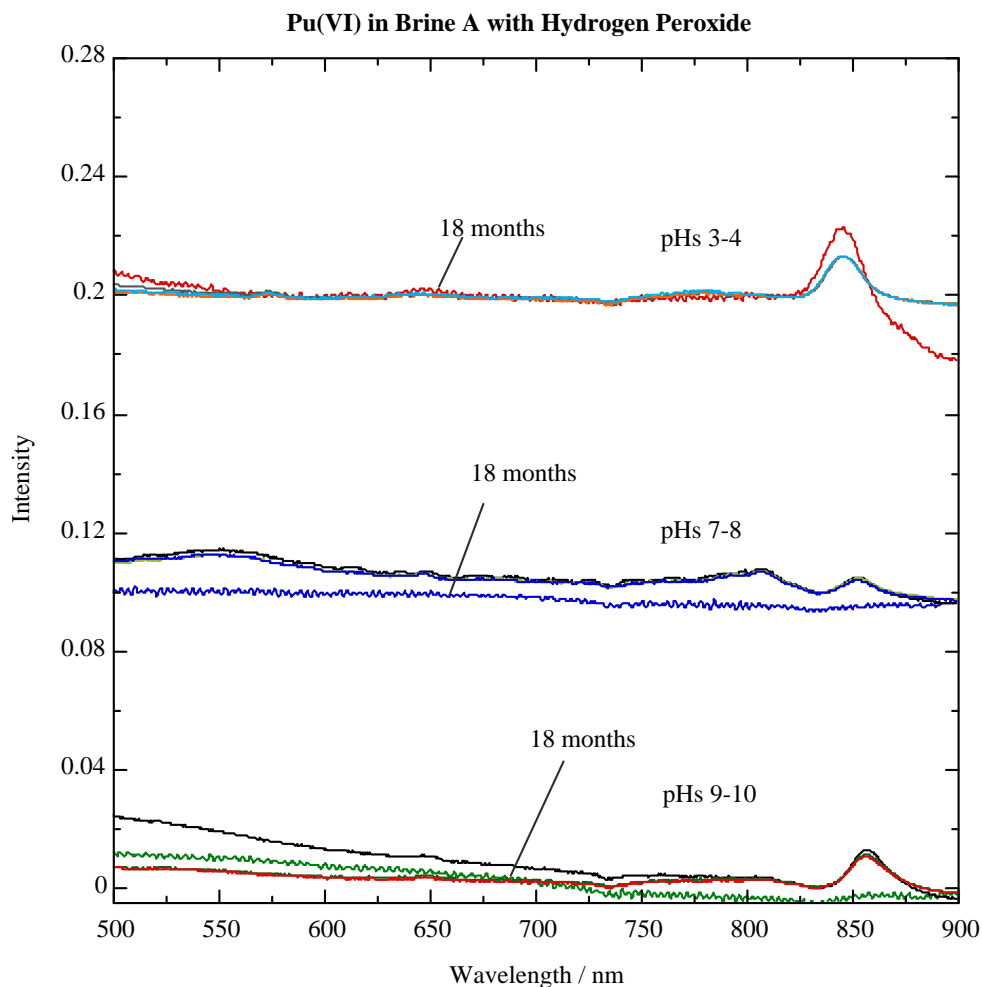 Pu(VI) in Brine A with Hydrogen Peroxide
0.28
0.24
18 months
pHs 3-4
0.2
0.16
18 months
Intensity
0.12
pHs 7-8
0.08
18 months
0.04
pHs 9-10
0
500 550 600 650 700 750 800 850 900
Wavelength / nm